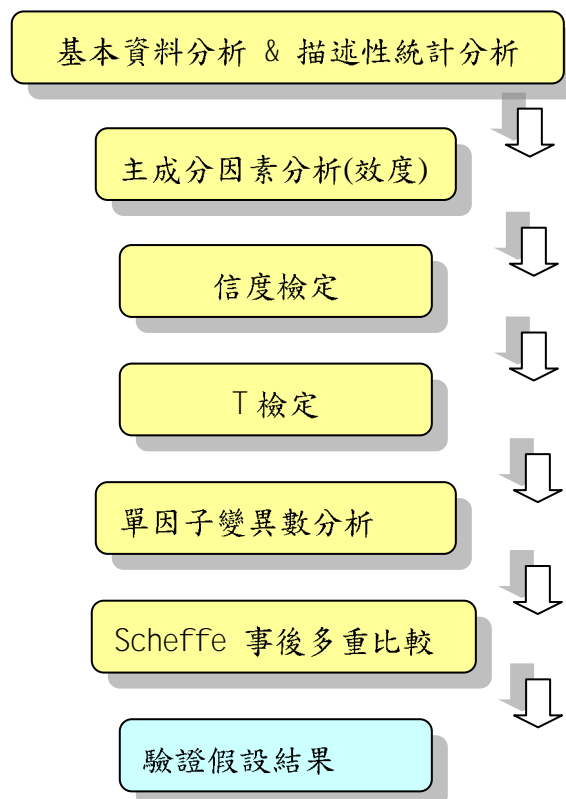 基本資料分析 & 描述性統計分析
主成分因素分析(效度)
信度檢定
T 檢定
單因子變異數分析
Scheffe 事後多重比較
驗證假設結果